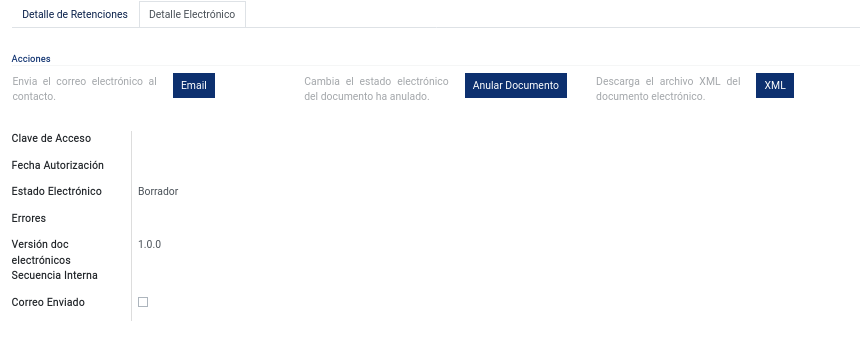 Detalle de Retenciones
Detalle Electrónico
Acciones
Envia el correo electrónico al
contacto.
Email
Cambia el estado electrónico
del documento ha anulado.
Anular Documento
Descarga el archivo XML del
documento electrónico.
XML
Clave de Acceso
Fecha Autorización
Estado Electrónico Borrador
Errores
Versión doc 1.0.0
electrónicos
Secuencia Interna
Correo Enviado